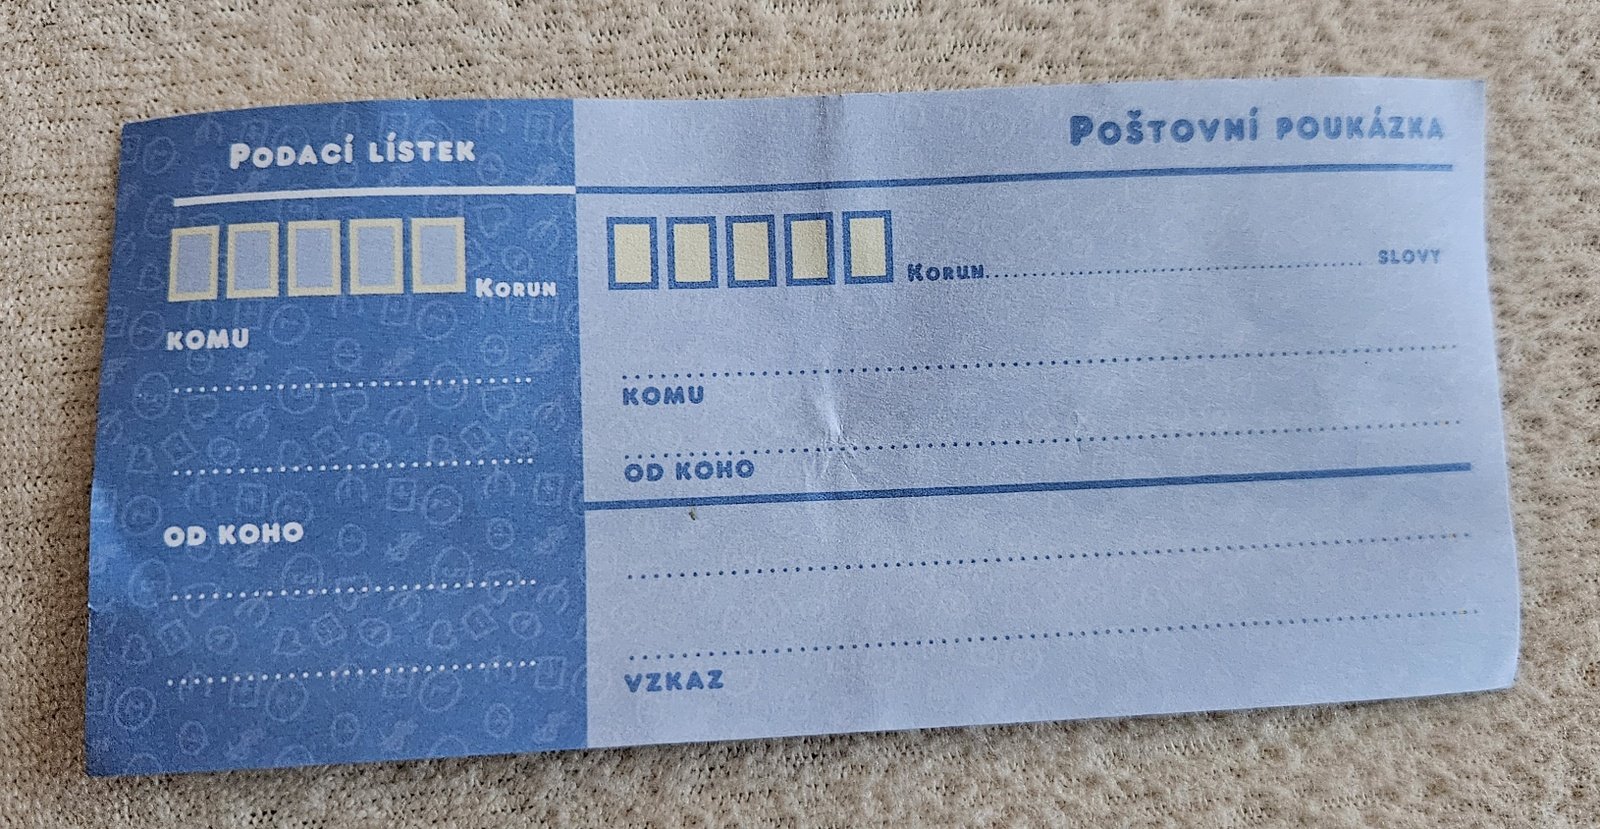 Podací lístek
Korun
KOMU
OD KOHO
Poštovní poukázka
Korun SLOVY
KOMU
OD KOHO
VZKAZ